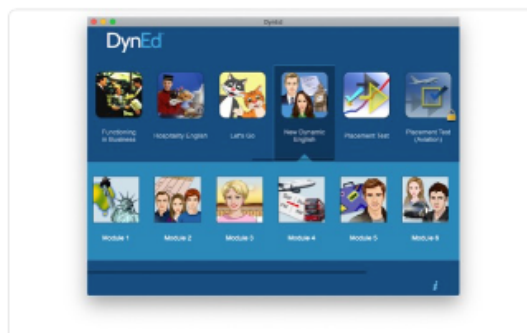 DynEd
DynEd
Functioning in Business
Hospitality English
Let's Go
New Dynamic English
Placement Test
Placement Test (Aviation)
Module 1
Module 2
Module 3
Module 4
Module 5
Module 6
i